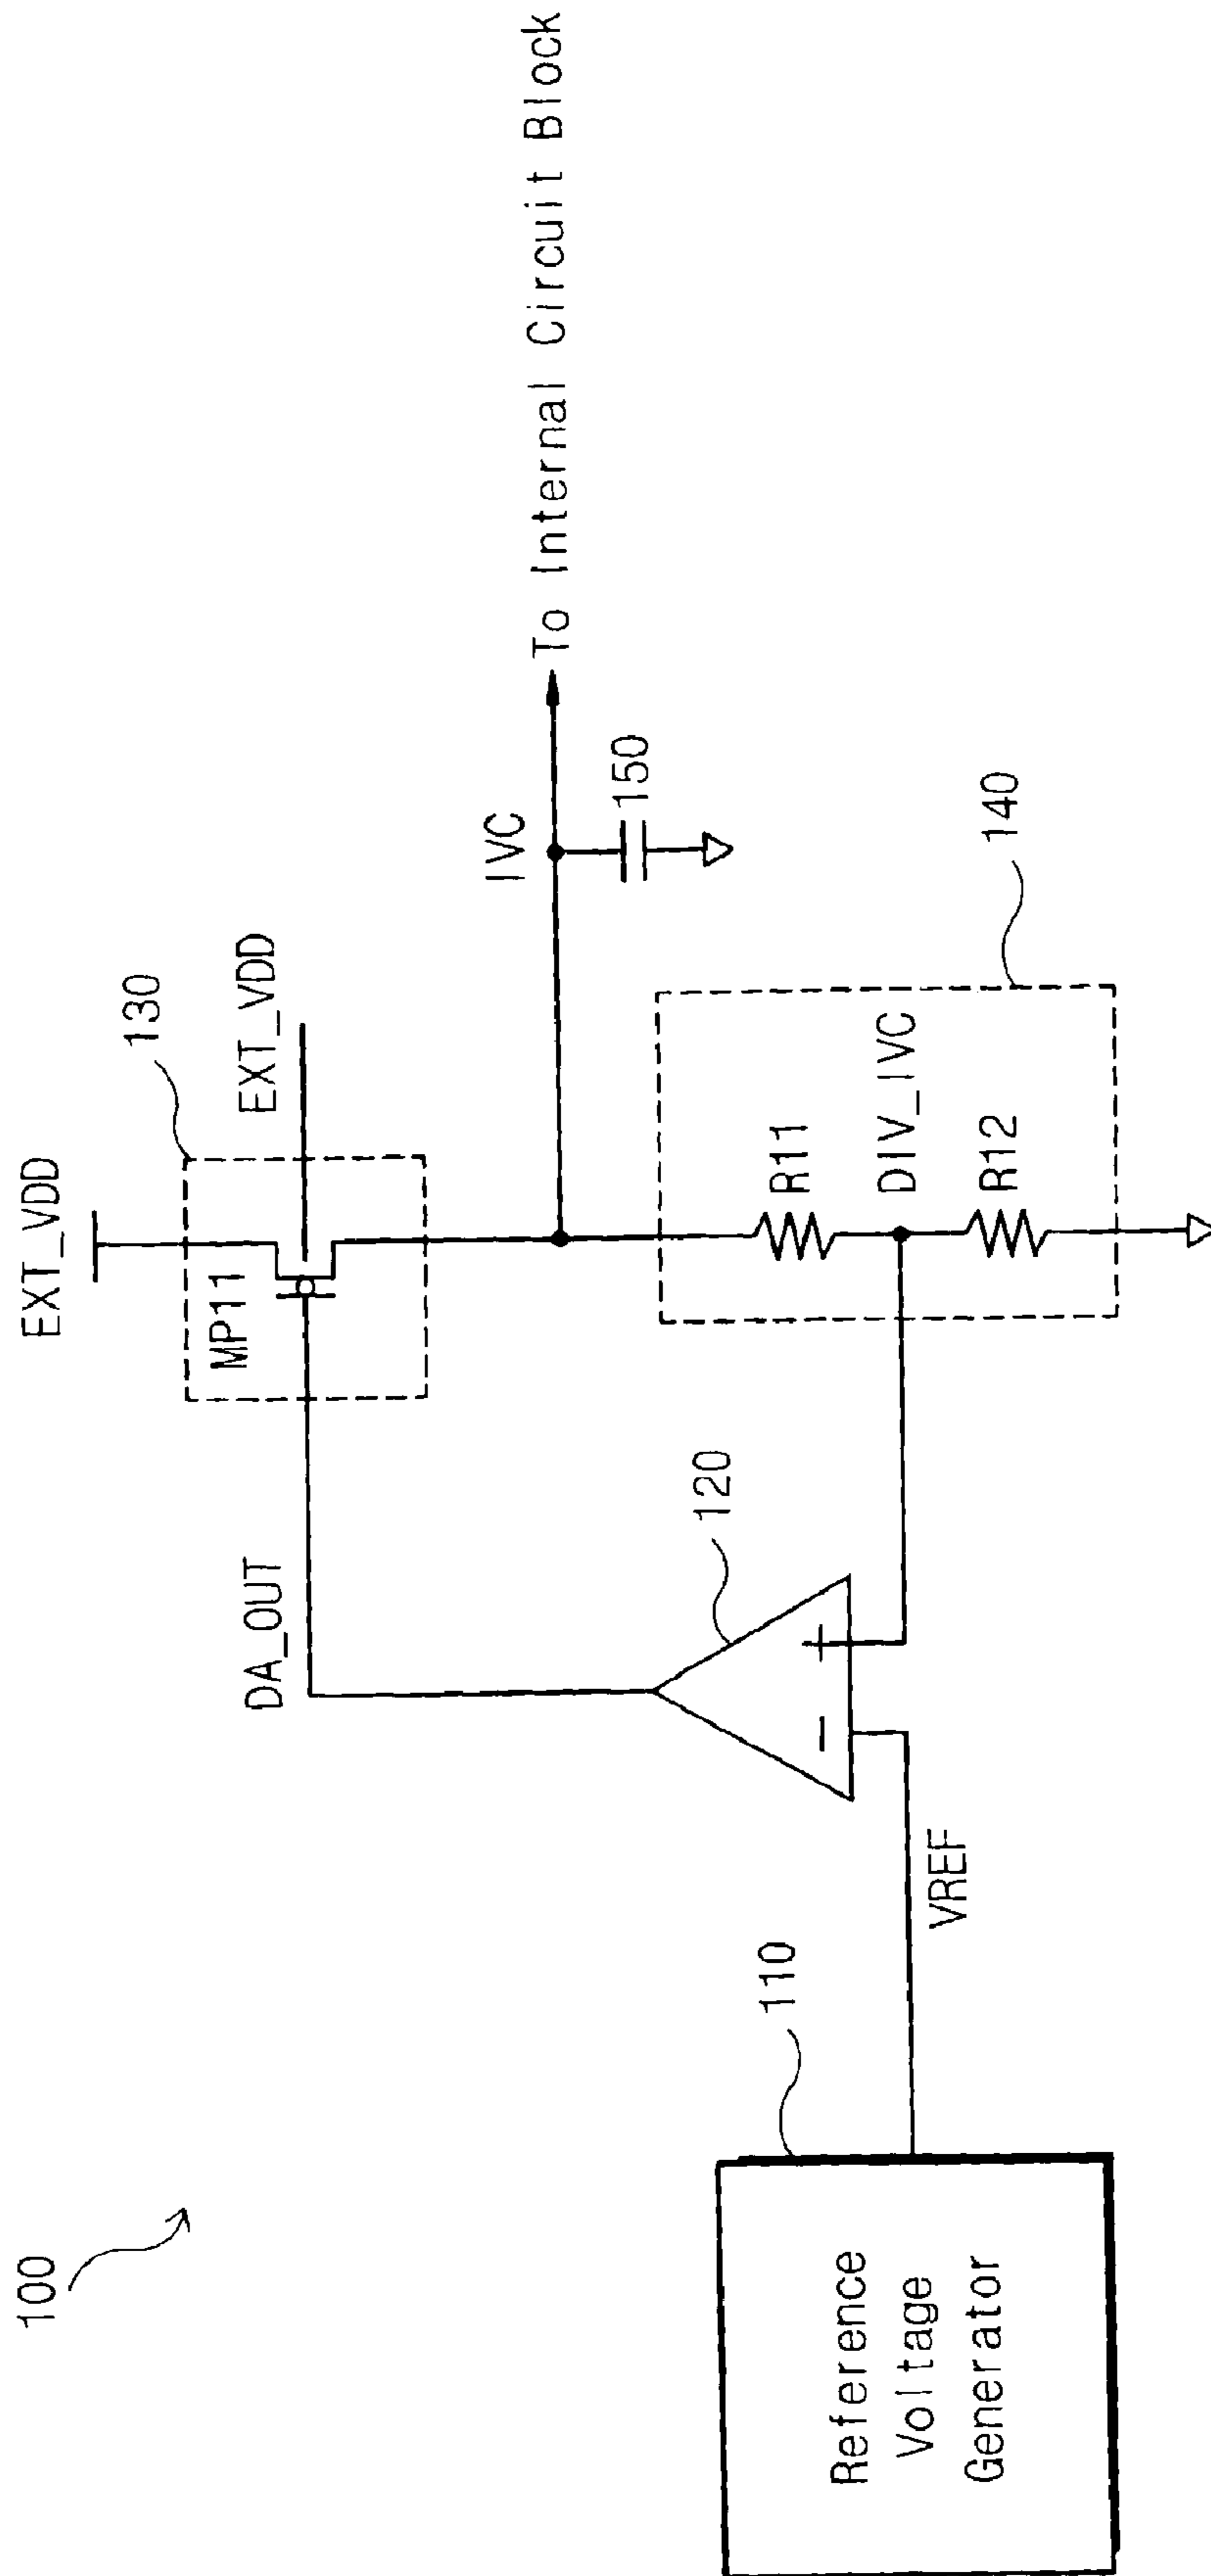 100
EXT_VDD
130
MP11
EXT_VDD
DA_OUT
IVC
To Internal Circuit Block
150
120
110
Reference
Voltage
Generator
VREF
-
+
R11
DIV_IVC
R12
140